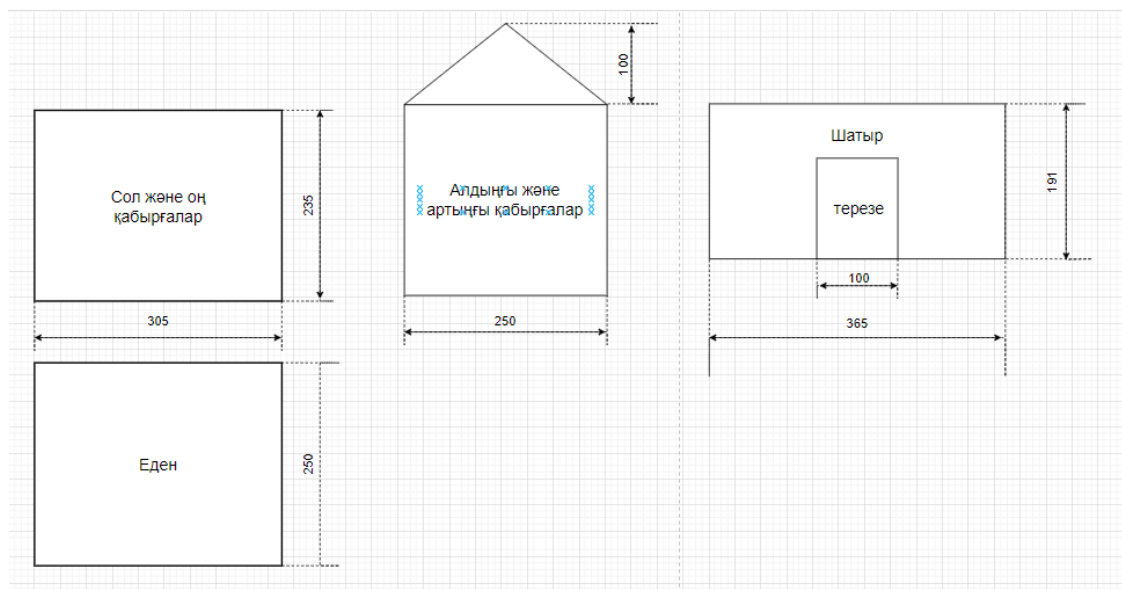 Сол және оң
қабырғалар
235
305
Еден
250
100
Алдыңғы және
артыңғы қабырғалар
250
Шатыр
терезе
191
100
365